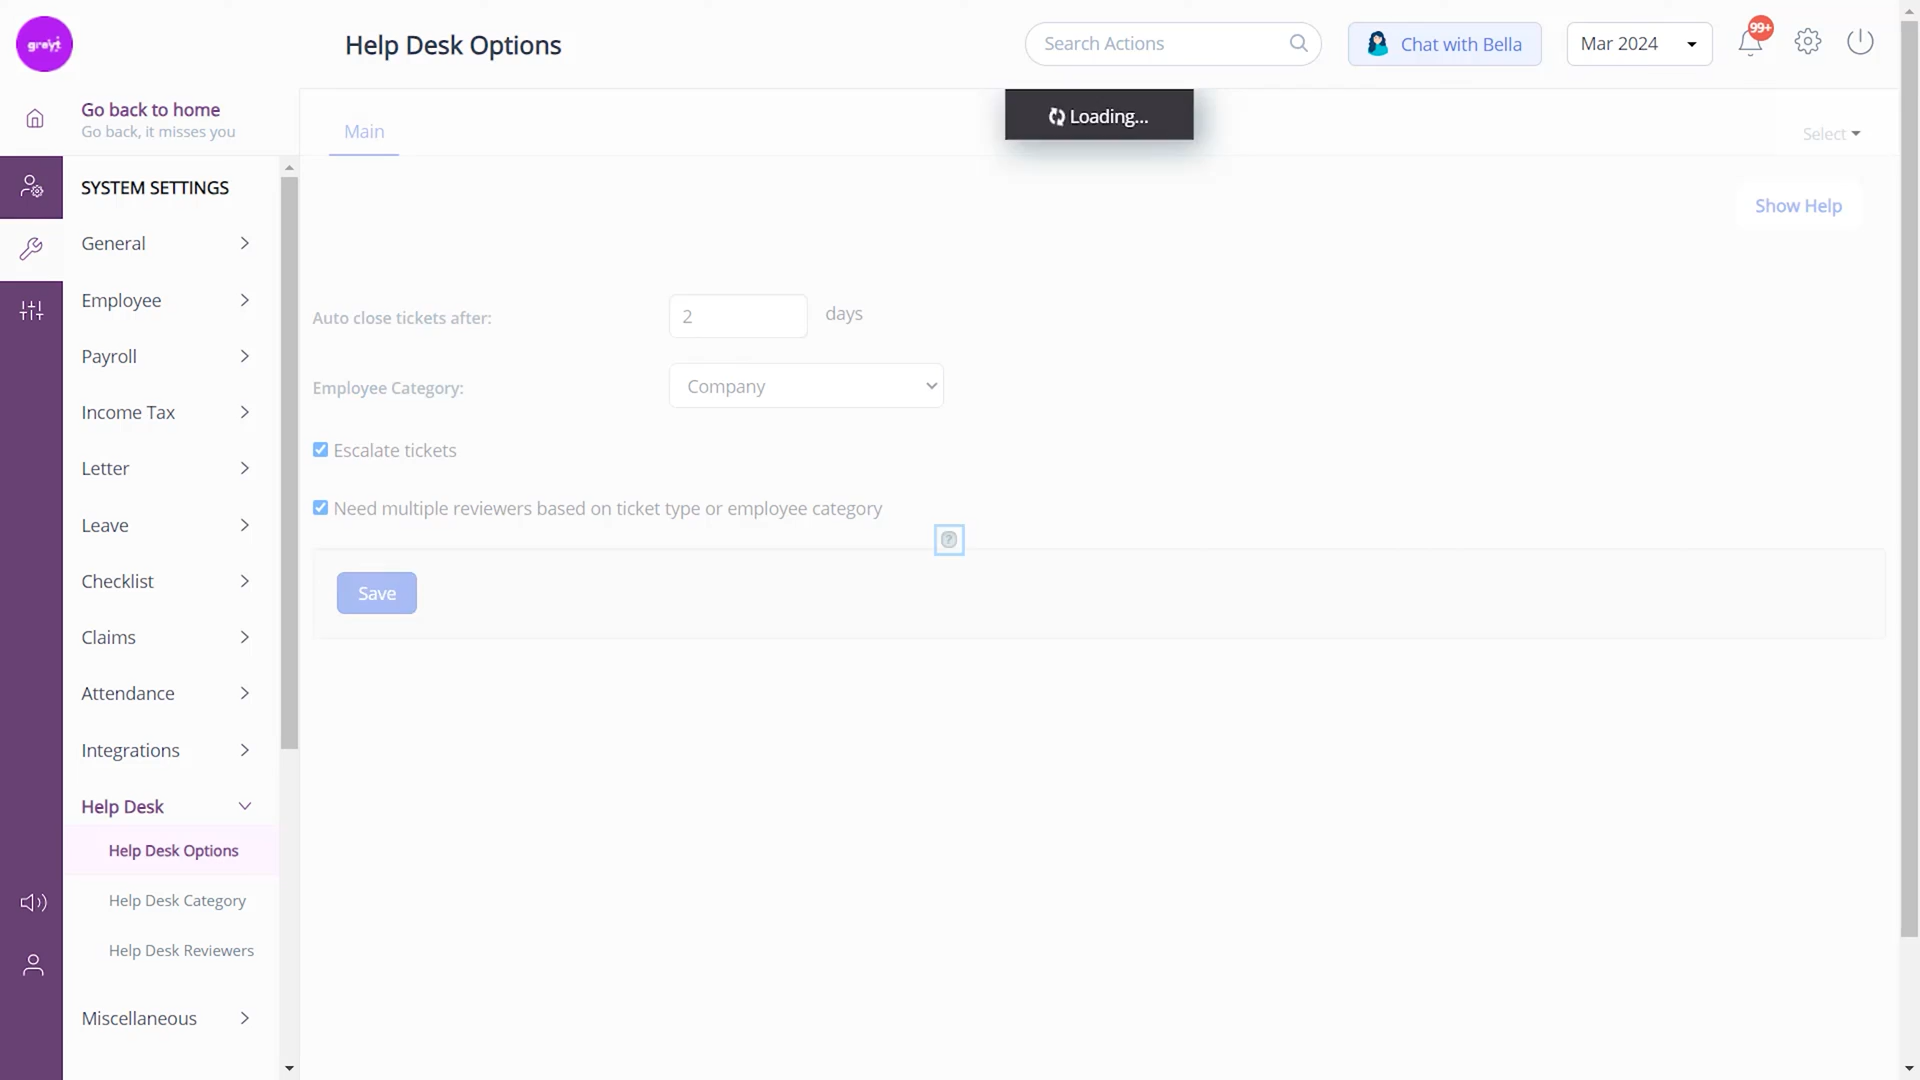 greyt
Help Desk Options
Search Actions
Chat with Bella
Mar 2024
99+
Go back to home
Go back, it misses you
Main
Loading...
Select
SYSTEM SETTINGS
Show Help
General
Employee
Payroll
Income Tax
Letter
Leave
Checklist
Claims
Attendance
Integrations
Help Desk
Help Desk Options
Help Desk Category
Help Desk Reviewers
Miscellaneous
Auto close tickets after:
2
days
Employee Category:
Company
Escalate tickets
Need multiple reviewers based on ticket type or employee category
?
Save